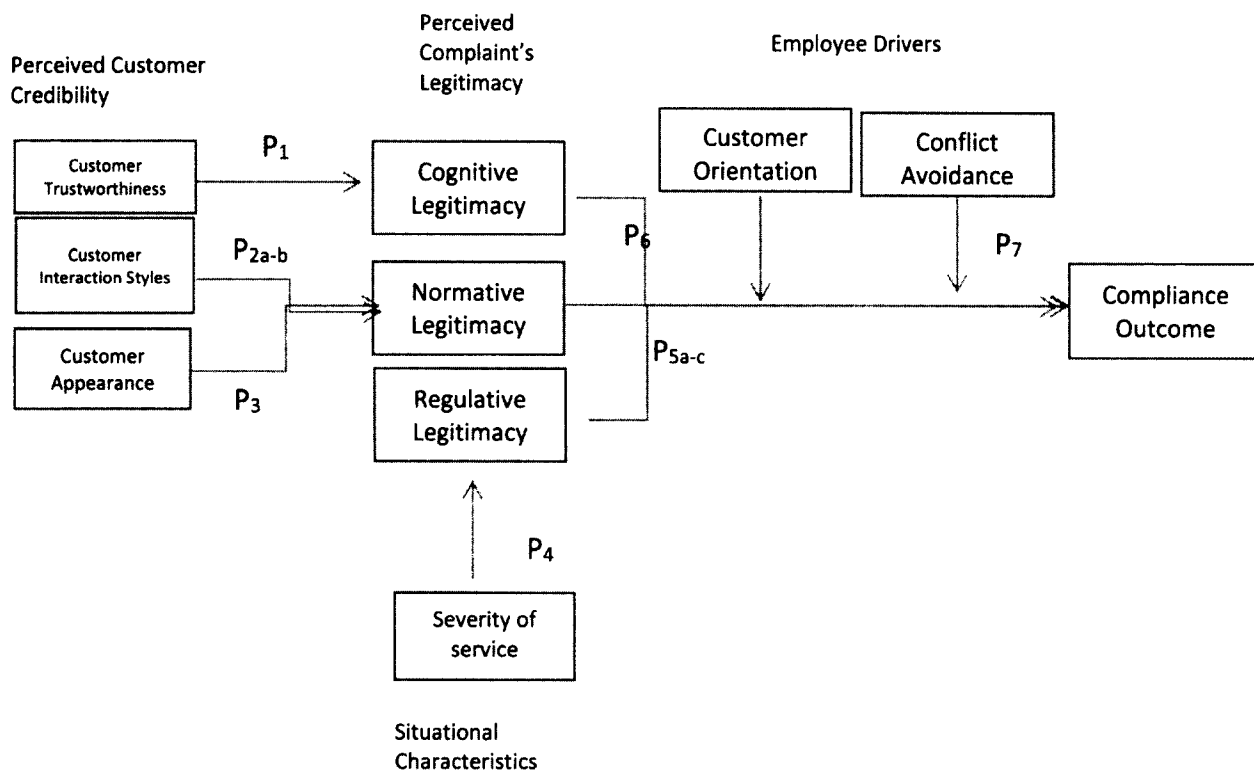 Perceived Customer
Credibility
Perceived
Complaint's
Legitimacy
Employee Drivers
Customer
Trustworthiness
P1
Cognitive
Legitimacy
Customer
Orientation
Conflict
Avoidance
Customer
Interaction Styles
P2a-b
Normative
Legitimacy
P6
P7
Compliance
Outcome
Customer
Appearance
P3
P5a-c
Regulative
Legitimacy
P4
Severity of
service
Situational
Characteristics